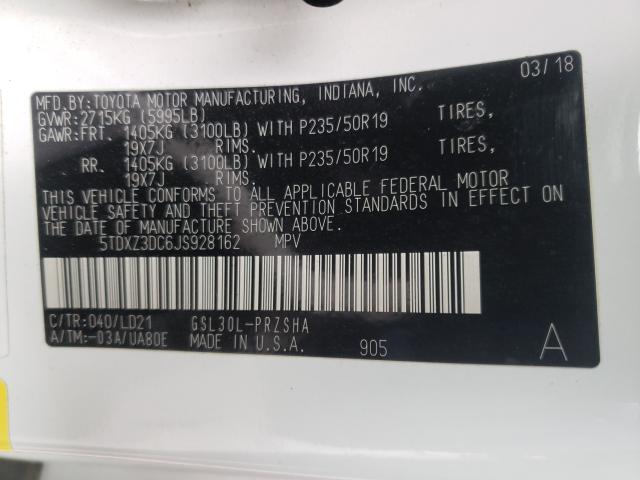 MFD.BY:TOYOTA MOTOR MANUFACTURING, INDIANA, INC. 03/18
GVWR:2715KG (5995LB)
GAWR:FRT. 1405KG (3100LB) WITH P235/50R19 TIRES,
19X7J RIMS.
RR. 1405KG (3100LB) WITH P235/50R19 TIRES,
19X7J RIMS.
THIS VEHICLE CONFORMS TO ALL APPLICABLE FEDERAL MOTOR
VEHICLE SAFETY AND THEFT PREVENTION STANDARDS IN EFFECT ON
THE DATE OF MANUFACTURE SHOWN ABOVE.
5TDXZ3DC6JS928162 MPV
C/TR:040/LD21 GSL30L-PRZSHA
A/TM:-03A/UA80E MADE IN U.S.A. 905 A